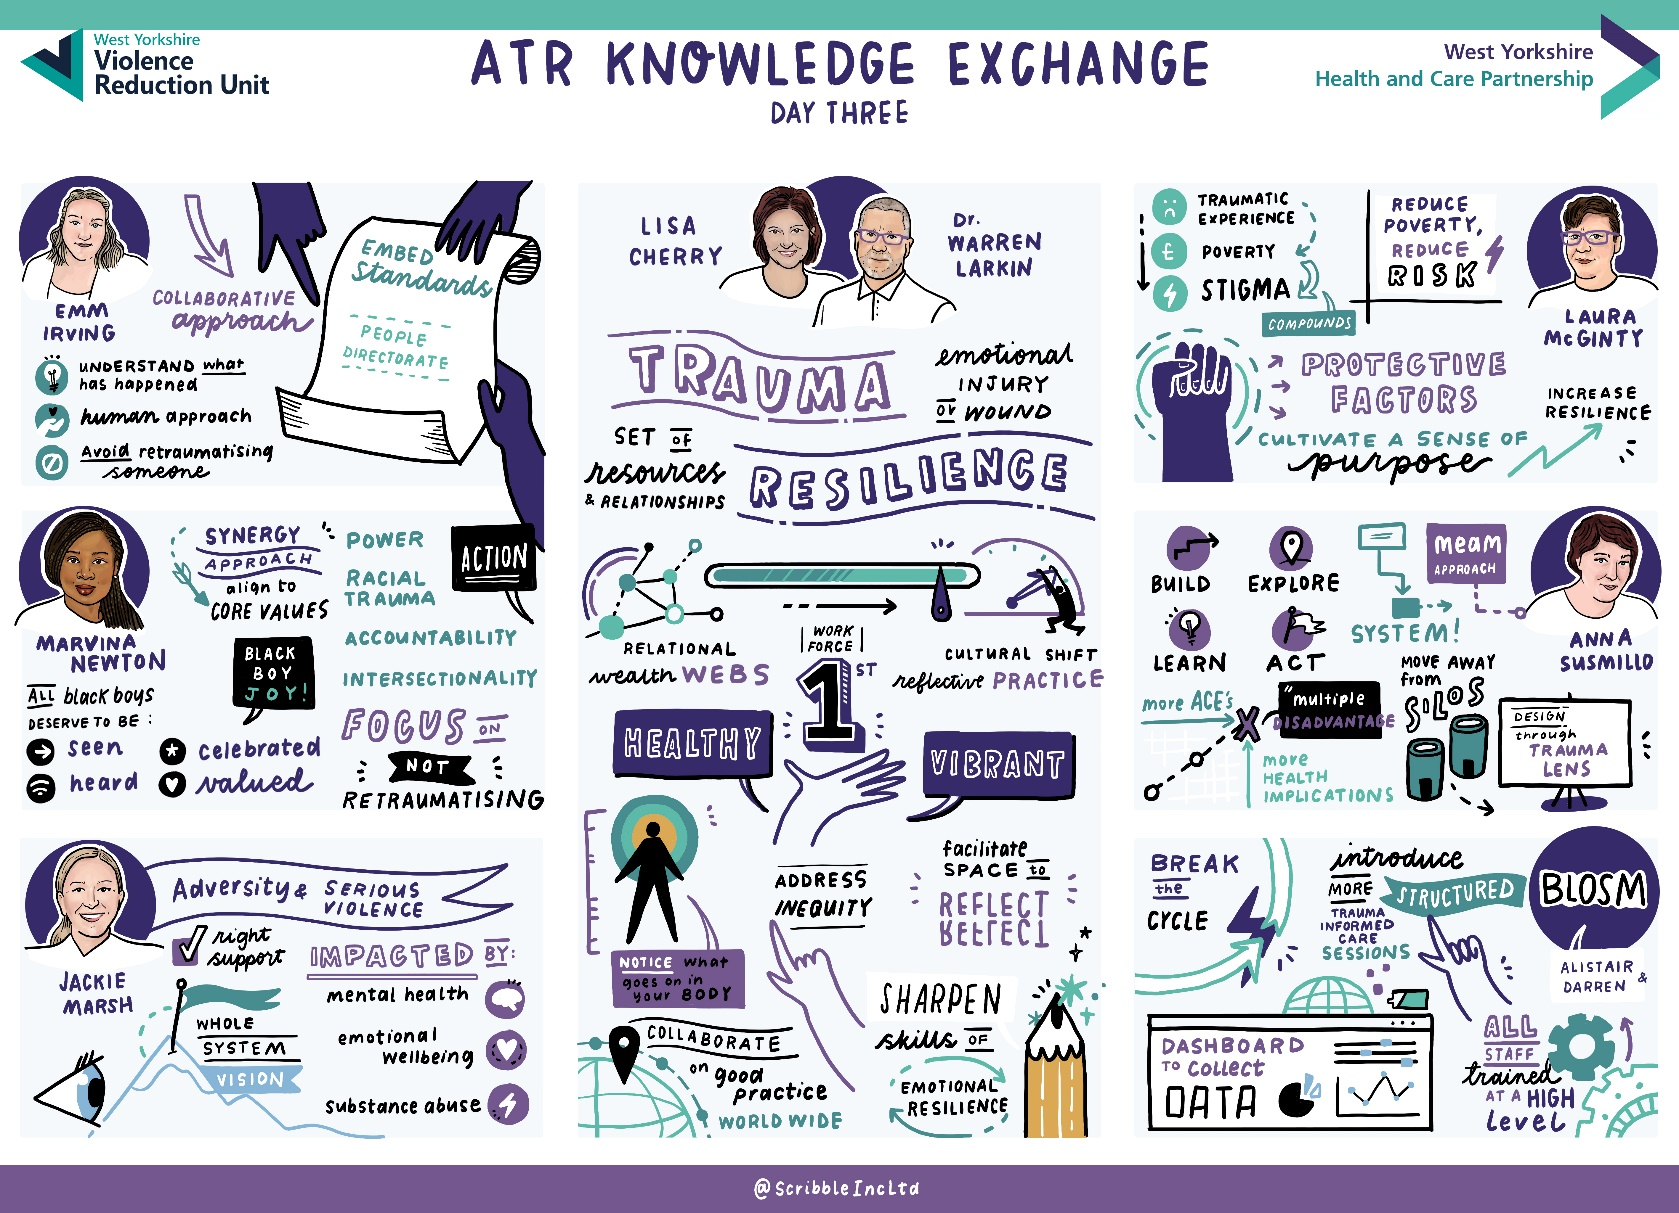 West Yorkshire
Violence
Reduction Unit
ATR KNOWLEDGE EXCHANGE
DAY THREE
West Yorkshire
Health and Care Partnership
EMM
IRVING
COLLABORATIVE
approach
EMBED
Standards
PEOPLE
DIRECTORATE
UNDERSTAND what
has happened
human approach
Avoid retraumatising
someone
MARVINA
NEWTON
SYNERGY
APPROACH
align to
CORE VALUES
BLACK
BOY
JOY!
ALL black boys
DESERVE TO BE :
seen
celebrated
heard
valued
POWER
RACIAL
TRAUMA
ACCOUNTABILITY
INTERSECTIONALITY
ACTION
FOCUS ON
NOT
RETRAUMATISING
JACKIE
MARSH
Adversity & SERIOUS
VIOLENCE
right
support
WHOLE
SYSTEM
VISION
IMPACTED BY:
mental health
emotional
wellbeing
substance abuse
LISA
CHERRY
Dr.
WARREN
LARKIN
TRAUMA
emotional
INJURY
or WOUND
SET of
resources
& RELATIONSHIPS
RESILIENCE
RELATIONAL
wealth WEBS
WORK
FORCE
1ST
CULTURAL SHIFT
reflective PRACTICE
HEALTHY
VIBRANT
NOTICE what
goes on in
your BODY
ADDRESS
INEQUITY
facilitate
SPACE to
REFLECT
REFLECT
COLLABORATE
on good
practice
WORLD WIDE
SHARPEN
skills OF
EMOTIONAL
RESILIENCE
TRAUMATIC
EXPERIENCE
£
POVERTY
STIGMA
COMPOUNDS
REDUCE
POVERTY,
REDUCE
RISK
LAURA
McGINTY
PROTECTIVE
FACTORS
CULTIVATE A SENSE OF
purpose
INCREASE
RESILIENCE
BUILD
EXPLORE
LEARN
ACT
SYSTEM!
meam
APPROACH
ANNA
SUSMILLO
more ACE's
"multiple
DISADVANTAGE
more
HEALTH
IMPLICATIONS
MOVE AWAY
from
SILOS
DESIGN
through
TRAUMA
LENS
BREAK
the
CYCLE
introduce
MORE STRUCTURED
TRAUMA
INFORMED
CARE
SESSIONS
BLOSM
ALISTAIR &
DARREN
DASHBOARD
TO collect
DATA
ALL
STAFF
trained
AT A HIGH
level
@ScribbleIncLtd